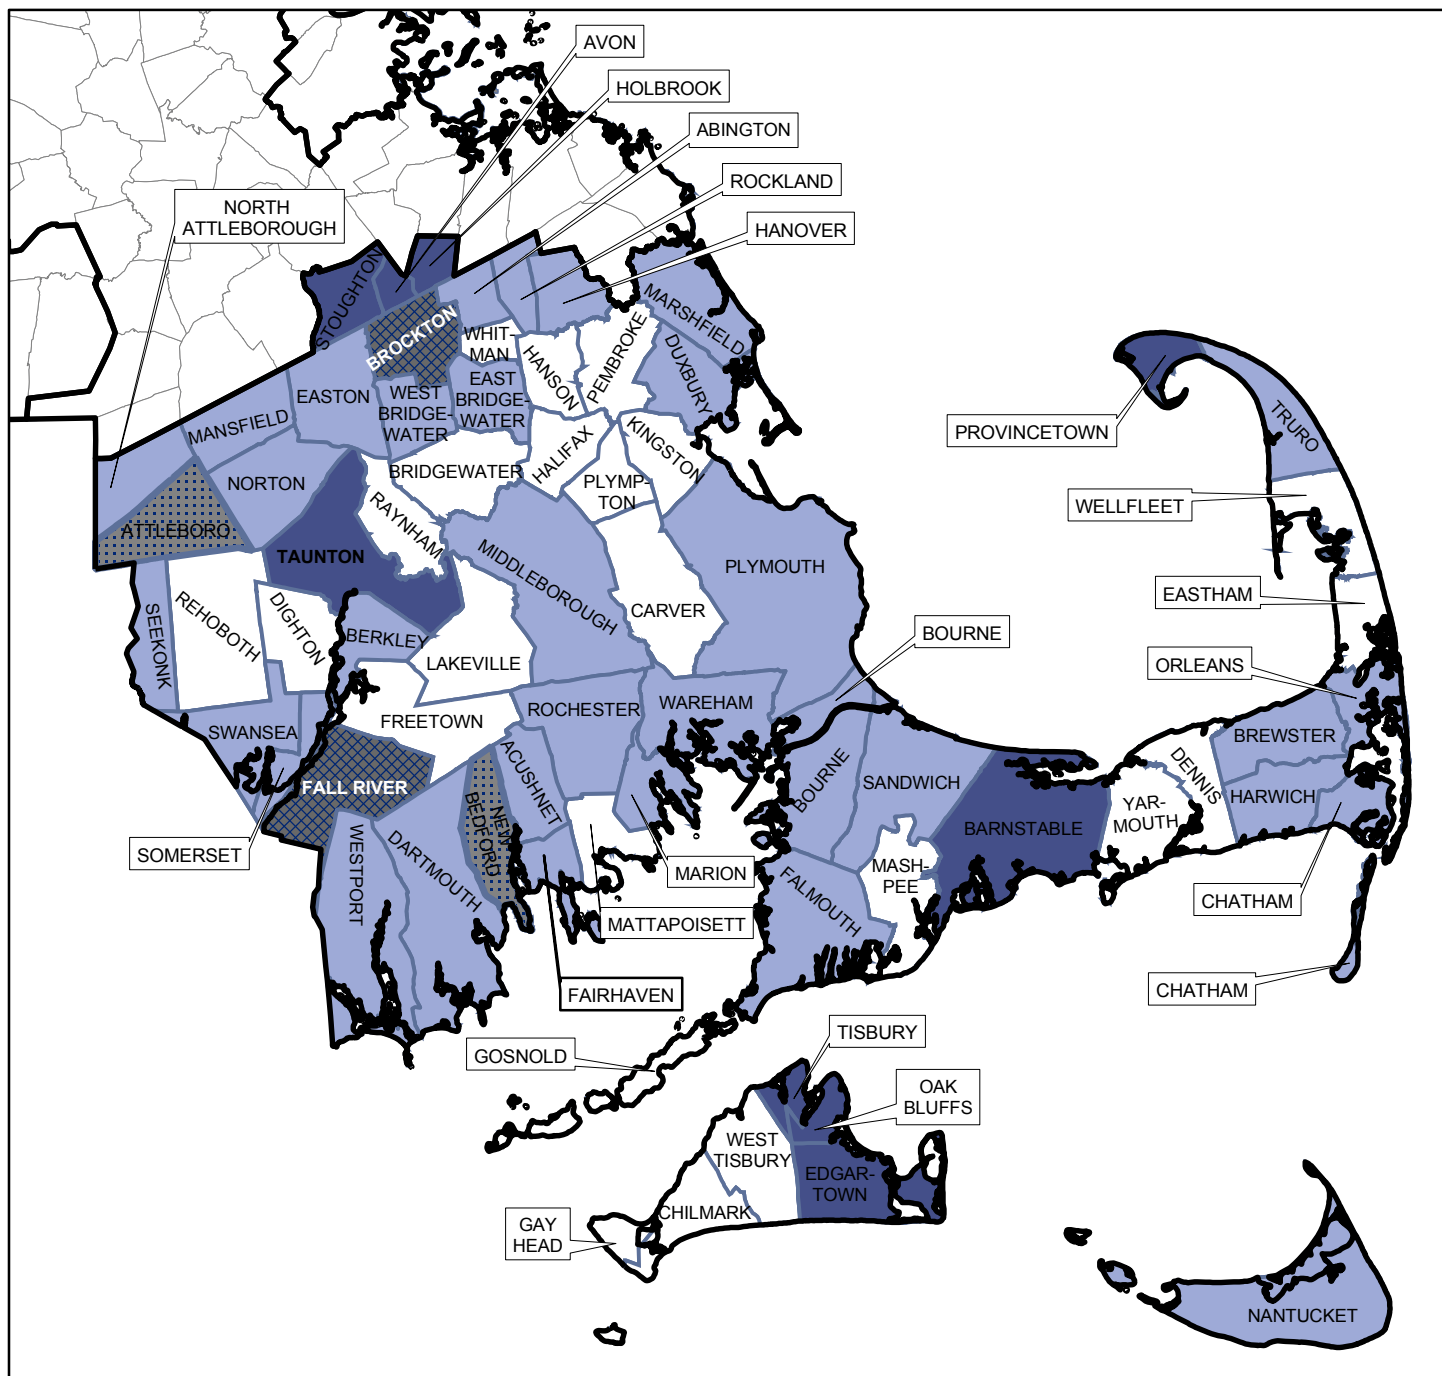 AVON
HOLBROOK
ABINGTON
ROCKLAND
NORTH
ATTLEBOROUGH
HANOVER
STOUGHTON
BROCKTON
WHIT-
MAN
HANSON
PEMBROKE
MARSHFIELD
DUXBURY
EASTON
WEST
BRIDGE-
WATER
EAST
BRIDGE-
WATER
MANSFIELD
PROVINCETOWN
TRURO
NORTON
BRIDGEWATER
HALIFAX
KINGSTON
PLYMP-
TON
WELLFLEET
ATTLEBORO
RAYNHAM
TAUNTON
MIDDLEBOROUGH
PLYMOUTH
EASTHAM
SEEKONK
REHOBOTH
DIGHTON
BERKLEY
CARVER
BOURNE
LAKEVILLE
ORLEANS
SWANSEA
FREETOWN
ROCHESTER
WAREHAM
BREWSTER
DENNIS
ACUSHNET
SANDWICH
BOURNE
FALL RIVER
NEW
BEDFORD
HARWICH
YAR-
MOUTH
BARNSTABLE
SOMERSET
WESTPORT
DARTMOUTH
MARION
MASH-
PEE
FALMOUTH
CHATHAM
MATTAPOISETT
FAIRHAVEN
CHATHAM
TISBURY
GOSNOLD
OAK
BLUFFS
WEST
TISBURY
EDGAR-
TOWN
CHILMARK
GAY
HEAD
NANTUCKET